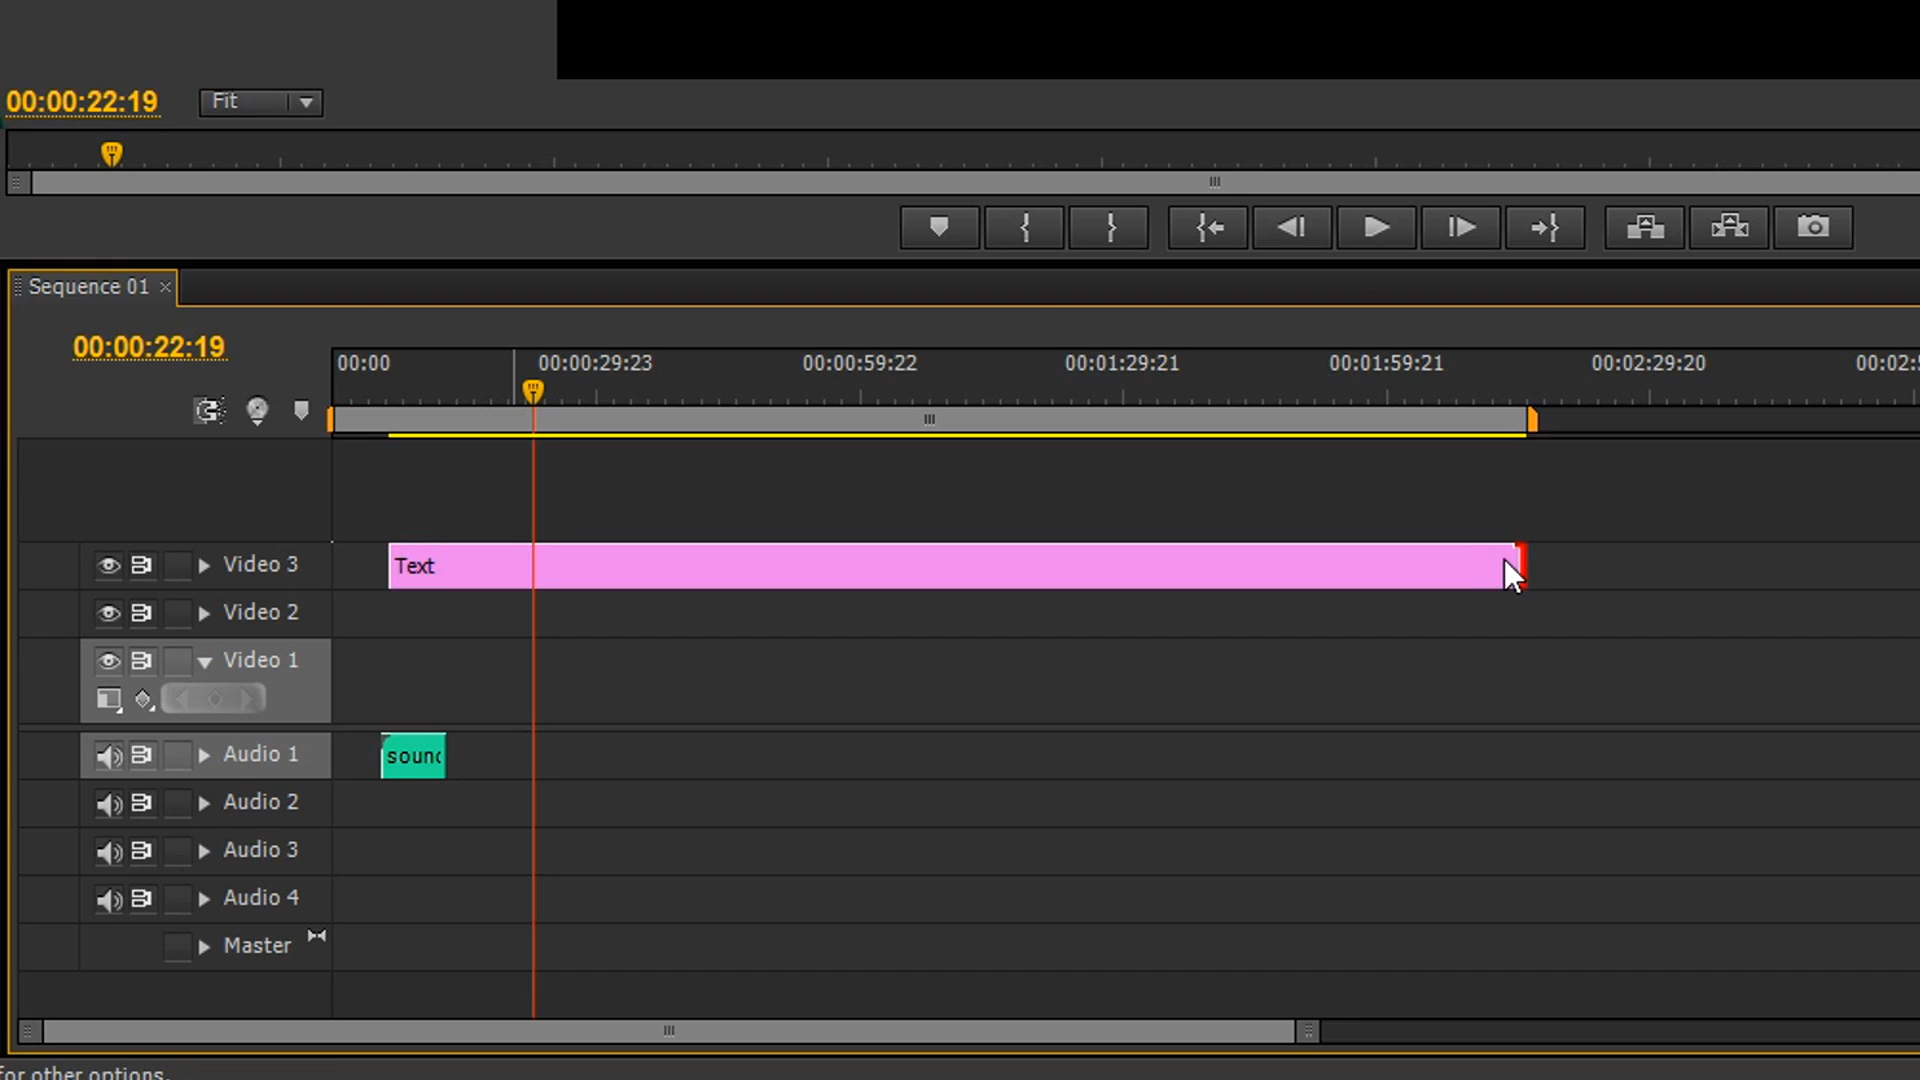 00:00:22:19 Fit
Sequence 01
00:00:22:19
00:00 00:00:29:23 00:00:59:22 00:01:29:21 00:01:59:21 00:02:29:20
Video 3 Text
Video 2
Video 1
Audio 1 sound
Audio 2
Audio 3
Audio 4
Master
for other options.